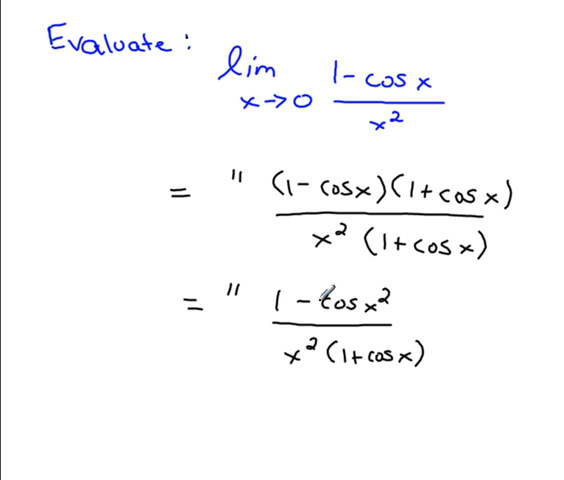 Evaluate: lim x→0 (1 - cos x)/x²
= " (1 - cos x)(1 + cos x)/x² (1 + cos x)
= " 1 - cos x²/x² (1 + cos x)